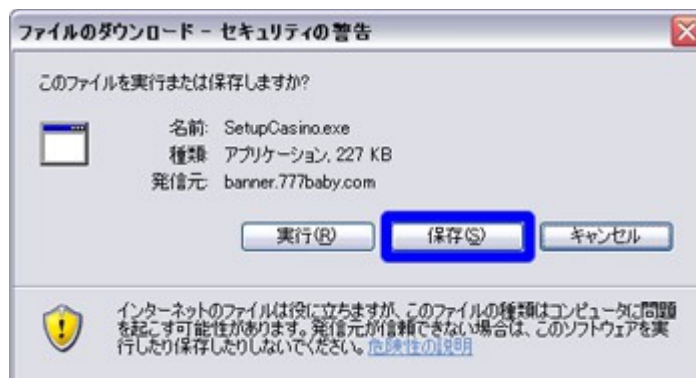 ファイルのダウンロード - セキュリティの警告
このファイルを実行または保存しますか?
名前: SetupCasino.exe
種類: アプリケーション, 227 KB
発信元: banner.777baby.com
実行(R) 保存(S) キャンセル
インターネットのファイルは役に立ちますが、このファイルの種類はコンピュータに問題
を起こす可能性があります。発信元が信頼できない場合は、このソフトウェアを実
行したり保存したりしないでください。危険性の説明